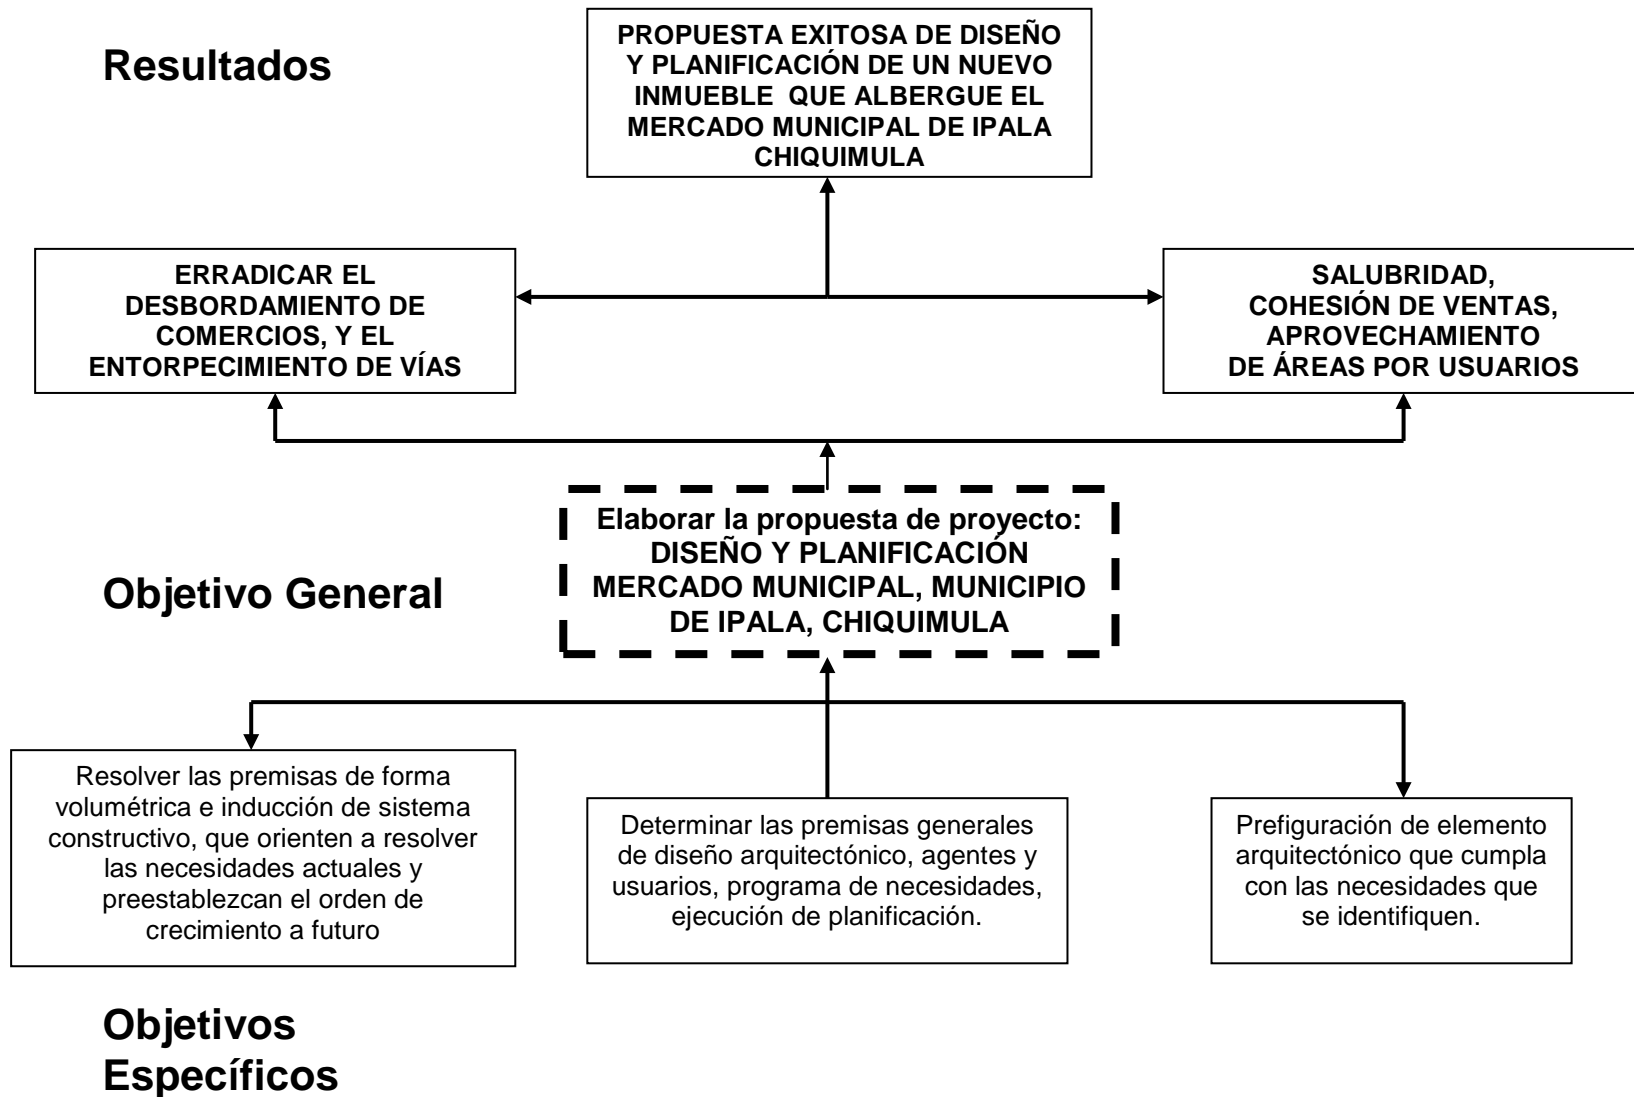 Resultados
PROPUESTA EXITOSA DE DISEÑO
Y PLANIFICACIÓN DE UN NUEVO
INMUEBLE QUE ALBERGUE EL
MERCADO MUNICIPAL DE IPALA
CHIQUIMULA
ERRADICAR EL
DESBORDAMIENTO DE
COMERCIOS, Y EL
ENTORPECIMIENTO DE VÍAS
SALUBRIDAD,
COHESIÓN DE VENTAS,
APROVECHAMIENTO
DE ÁREAS POR USUARIOS
Objetivo General
Elaborar la propuesta de proyecto:
DISEÑO Y PLANIFICACIÓN
MERCADO MUNICIPAL, MUNICIPIO
DE IPALA, CHIQUIMULA
Resolver las premisas de forma
volumétrica e inducción de sistema
constructivo, que orienten a resolver
las necesidades actuales y
preestablezcan el orden de
crecimiento a futuro
Determinar las premisas generales
de diseño arquitectónico, agentes y
usuarios, programa de necesidades,
ejecución de planificación.
Prefiguración de elemento
arquitectónico que cumpla
con las necesidades que
se identifiquen.
Objetivos
Específicos